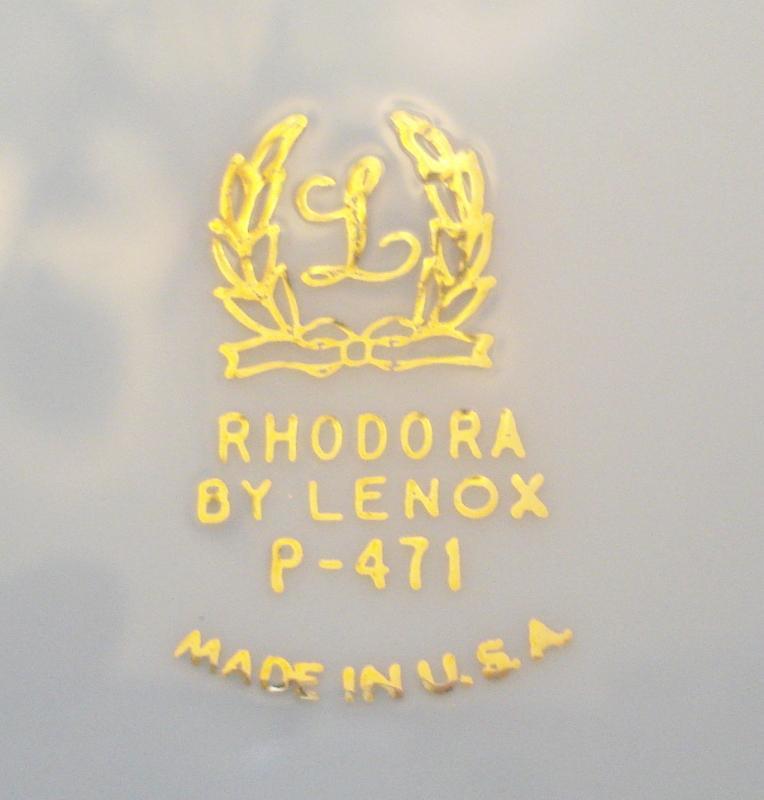 L
RHODORA
BY LENOX
P-471
MADE IN U.S.A.